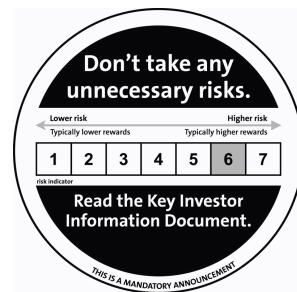 Don't take any
unnecessary risks.
Lower risk Higher risk
Typically lower rewards Typically higher rewards
1 2 3 4 5 6 7
risk indicator
Read the Key Investor
Information Document.
THIS IS A MANDATORY ANNOUNCEMENT